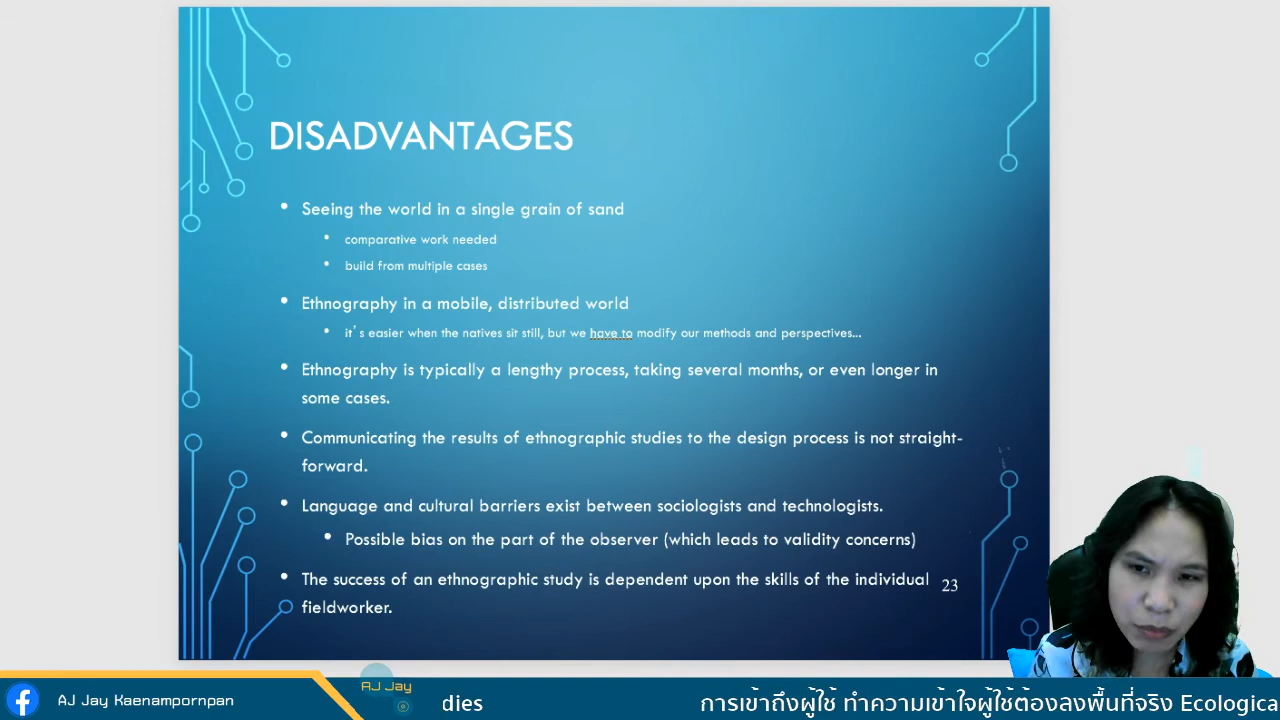 DISADVANTAGES
• Seeing the world in a single grain of sand
• comparative work needed
• build from multiple cases
• Ethnography in a mobile, distributed world
• it's easier when the natives sit still, but we have to modify our methods and perspectives...
• Ethnography is typically a lengthy process, taking several months, or even longer in
some cases.
• Communicating the results of ethnographic studies to the design process is not straight-
forward.
• Language and cultural barriers exist between sociologists and technologists.
• Possible bias on the part of the observer (which leads to validity concerns)
• The success of an ethnographic study is dependent upon the skills of the individual
fieldworker.
23
AJ Jay Kaenampornpan
AJ Jay
dies
การเข้าถึงผู้ใช้ ทำความเข้าใจผู้ใช้ต้องลงพื้นที่จริง Ecologica